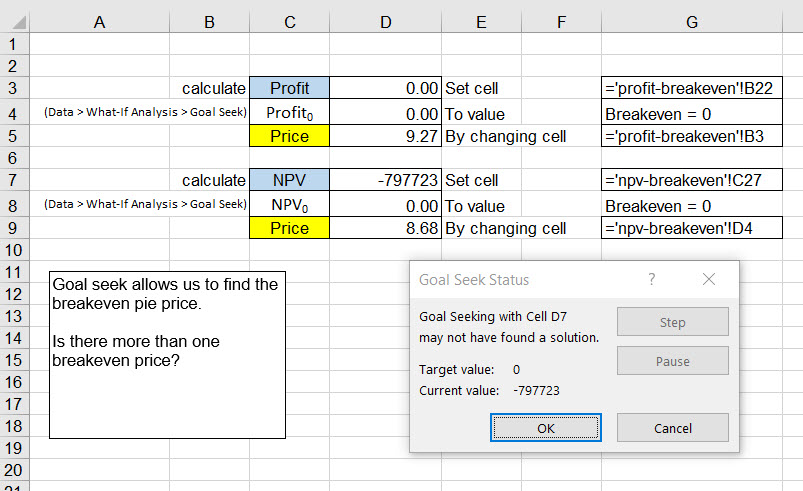 A B C D E F G
1
2
3 calculate Profit 0.00 Set cell ='profit-breakeven'!B22
4 (Data > What-If Analysis > Goal Seek) Profit₀ 0.00 To value Breakeven = 0
5 Price 9.27 By changing cell ='profit-breakeven'!B3
6
7 calculate NPV -797723 Set cell ='npv-breakeven'!C27
8 (Data > What-If Analysis > Goal Seek) NPV₀ 0.00 To value Breakeven = 0
9 Price 8.68 By changing cell ='npv-breakeven'!D4
10
11
12
13
14
15
16
17
18
19
20
21
Goal seek allows us to find the
breakeven pie price.
Is there more than one
breakeven price?
Goal Seek Status ?
Goal Seeking with Cell D7
may not have found a solution.
Target value: 0
Current value: -797723
Step
Pause
OK Cancel